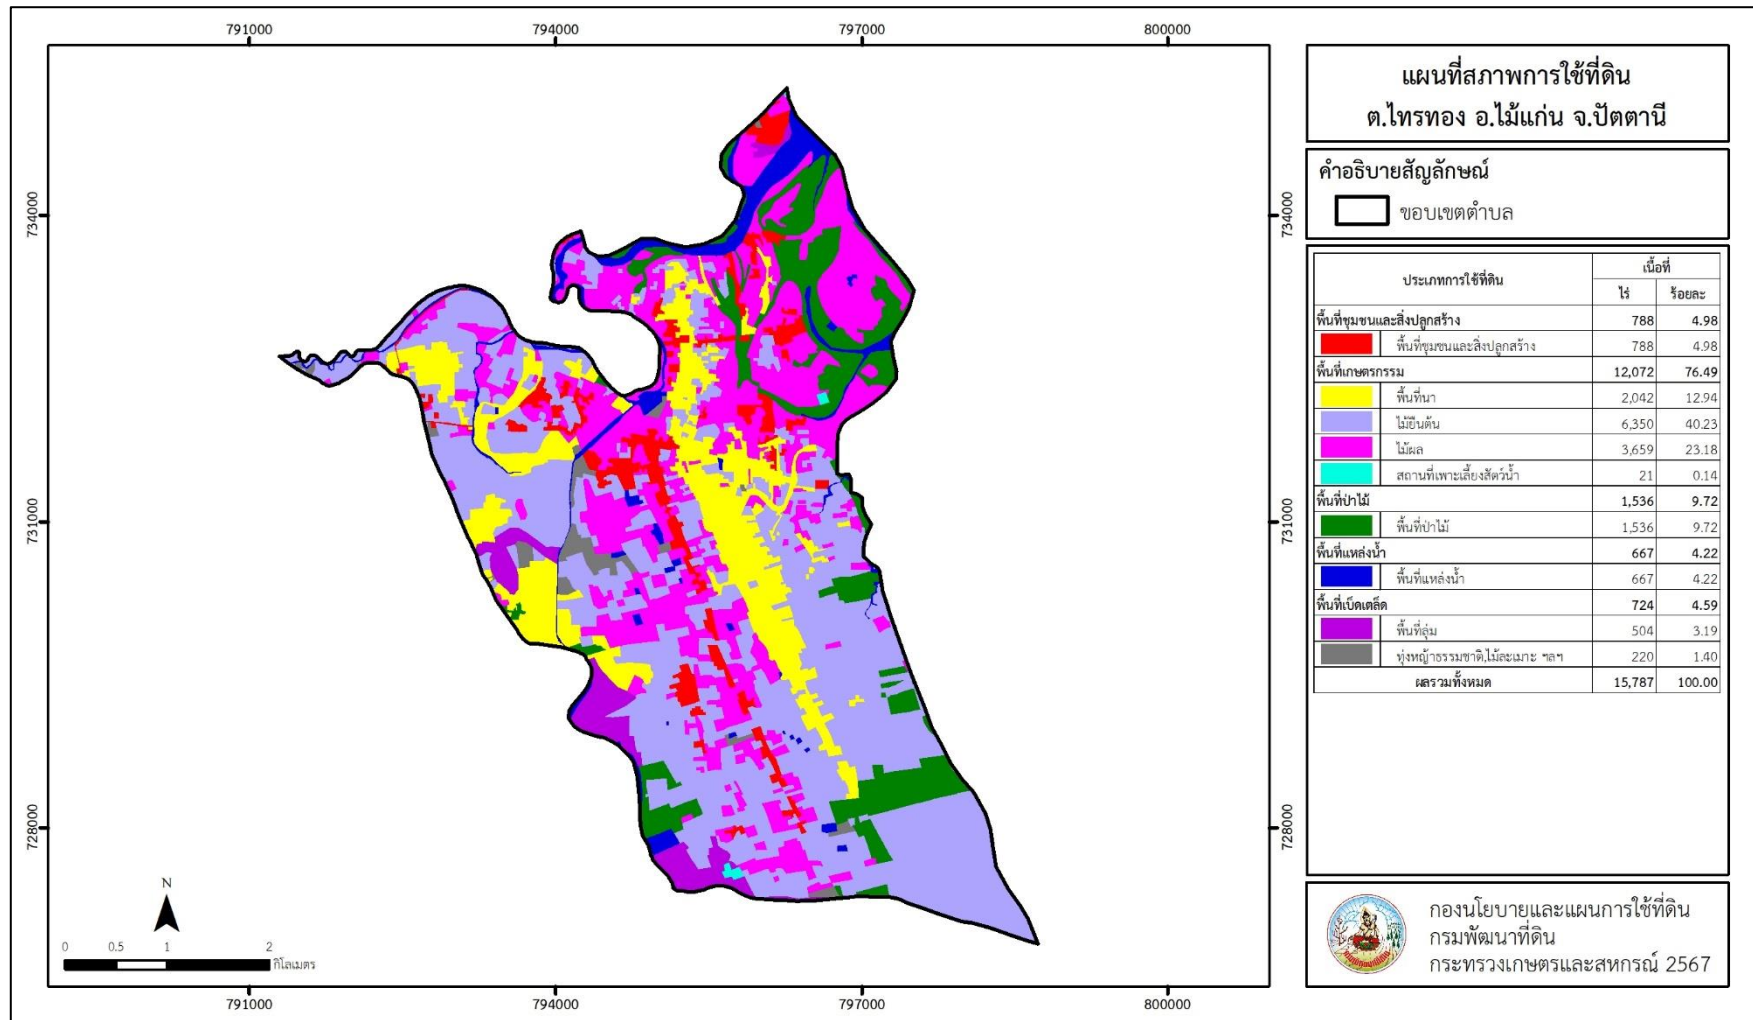 791000
794000
797000
800000
734000
734000
731000
731000
728000
728000
N
0 0.5 1 2
กิโลเมตร
791000
794000
797000
800000
แผนที่สภาพการใช้ที่ดิน
ต.ไทรทอง อ.ไม้แก่น จ.ปัตตานี
คำอธิบายสัญลักษณ์
ขอบเขตตำบล
ประเภทการใช้ที่ดิน เนื้อที่
ไร่ ร้อยละ
พื้นที่ชุมชนและสิ่งปลูกสร้าง 788 4.98
พื้นที่ชุมชนและสิ่งปลูกสร้าง 788 4.98
พื้นที่เกษตรกรรม 12,072 76.49
พื้นที่นา 2,042 12.94
ไม้ยืนต้น 6,350 40.23
ไม้ผล 3,659 23.18
สถานที่เพาะเลี้ยงสัตว์น้ำ 21 0.14
พื้นที่ป่าไม้ 1,536 9.72
พื้นที่ป่าไม้ 1,536 9.72
พื้นที่แหล่งน้ำ 667 4.22
พื้นที่แหล่งน้ำ 667 4.22
พื้นที่เบ็ดเตล็ด 724 4.59
พื้นที่ลุ่ม 504 3.19
ทุ่งหญ้าธรรมชาติ,ไม้ละเมาะ ฯลฯ 220 1.40
ผลรวมทั้งหมด 15,787 100.00
กองนโยบายและแผนการใช้ที่ดิน
กรมพัฒนาที่ดิน
กระทรวงเกษตรและสหกรณ์ 2567